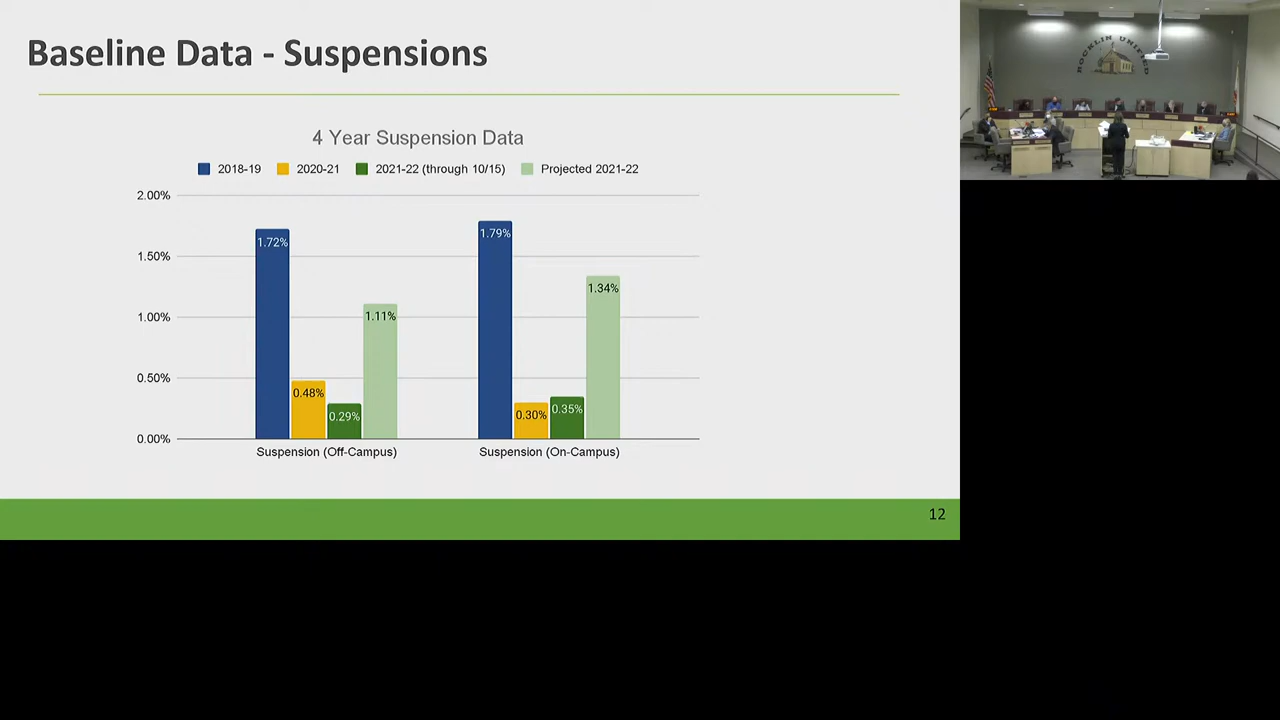 Baseline Data - Suspensions
4 Year Suspension Data
2018-19
2020-21
2021-22 (through 10/15)
Projected 2021-22
2.00%
1.50%
1.00%
0.50%
0.00%
1.72%
0.48%
0.29%
1.11%
1.79%
0.30%
0.35%
1.34%
Suspension (Off-Campus)
Suspension (On-Campus)
12
ROCKLIN UNIFIED